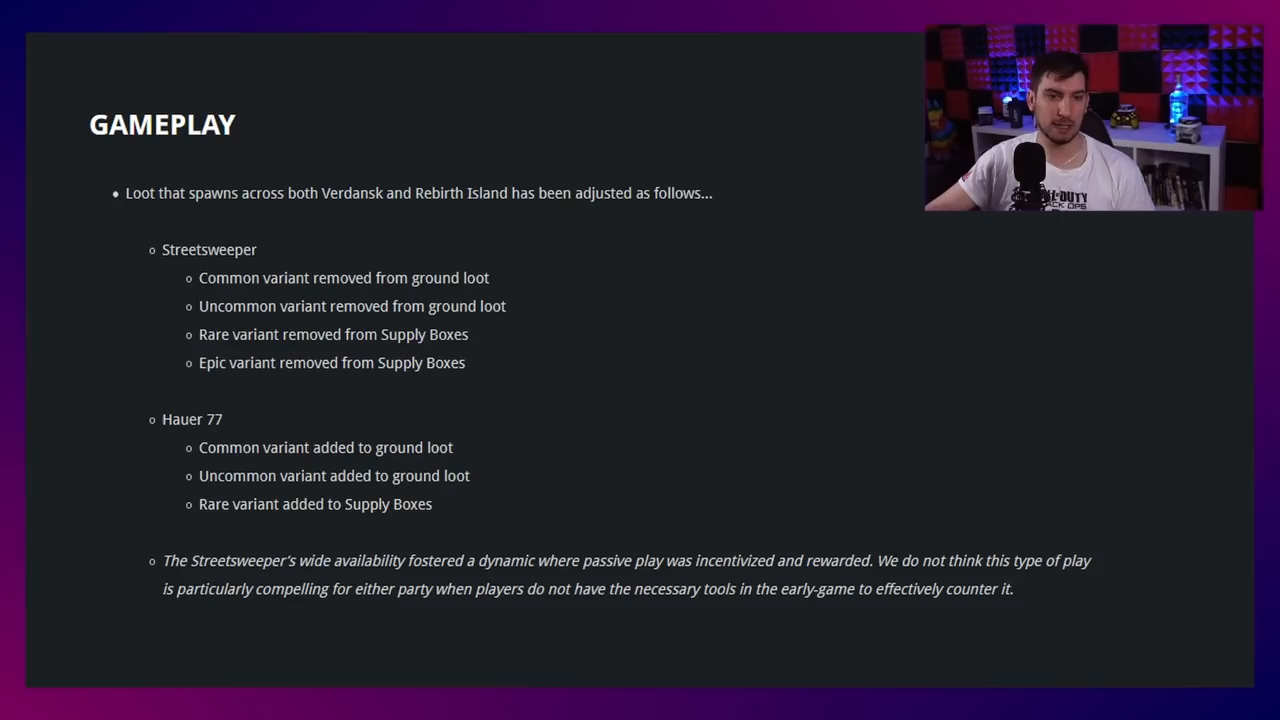 GAMEPLAY
• Loot that spawns across both Verdansk and Rebirth Island has been adjusted as follows...
o Streetsweeper
o Common variant removed from ground loot
o Uncommon variant removed from ground loot
o Rare variant removed from Supply Boxes
o Epic variant removed from Supply Boxes
o Hauer 77
o Common variant added to ground loot
o Uncommon variant added to ground loot
o Rare variant added to Supply Boxes
o The Streetsweeper's wide availability fostered a dynamic where passive play was incentivized and rewarded. We do not think this type of play
is particularly compelling for either party when players do not have the necessary tools in the early-game to effectively counter it.
DUTY
OPS